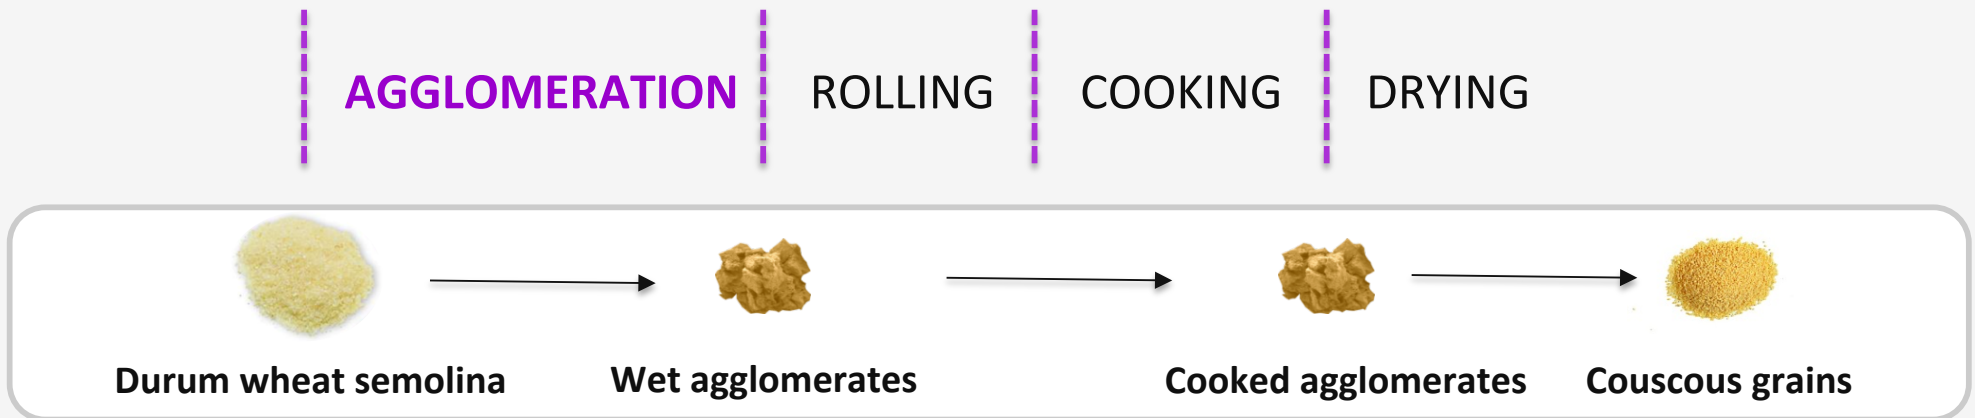 AGGLOMERATION ROLLING COOKING DRYING
Durum wheat semolina Wet agglomerates Cooked agglomerates Couscous grains